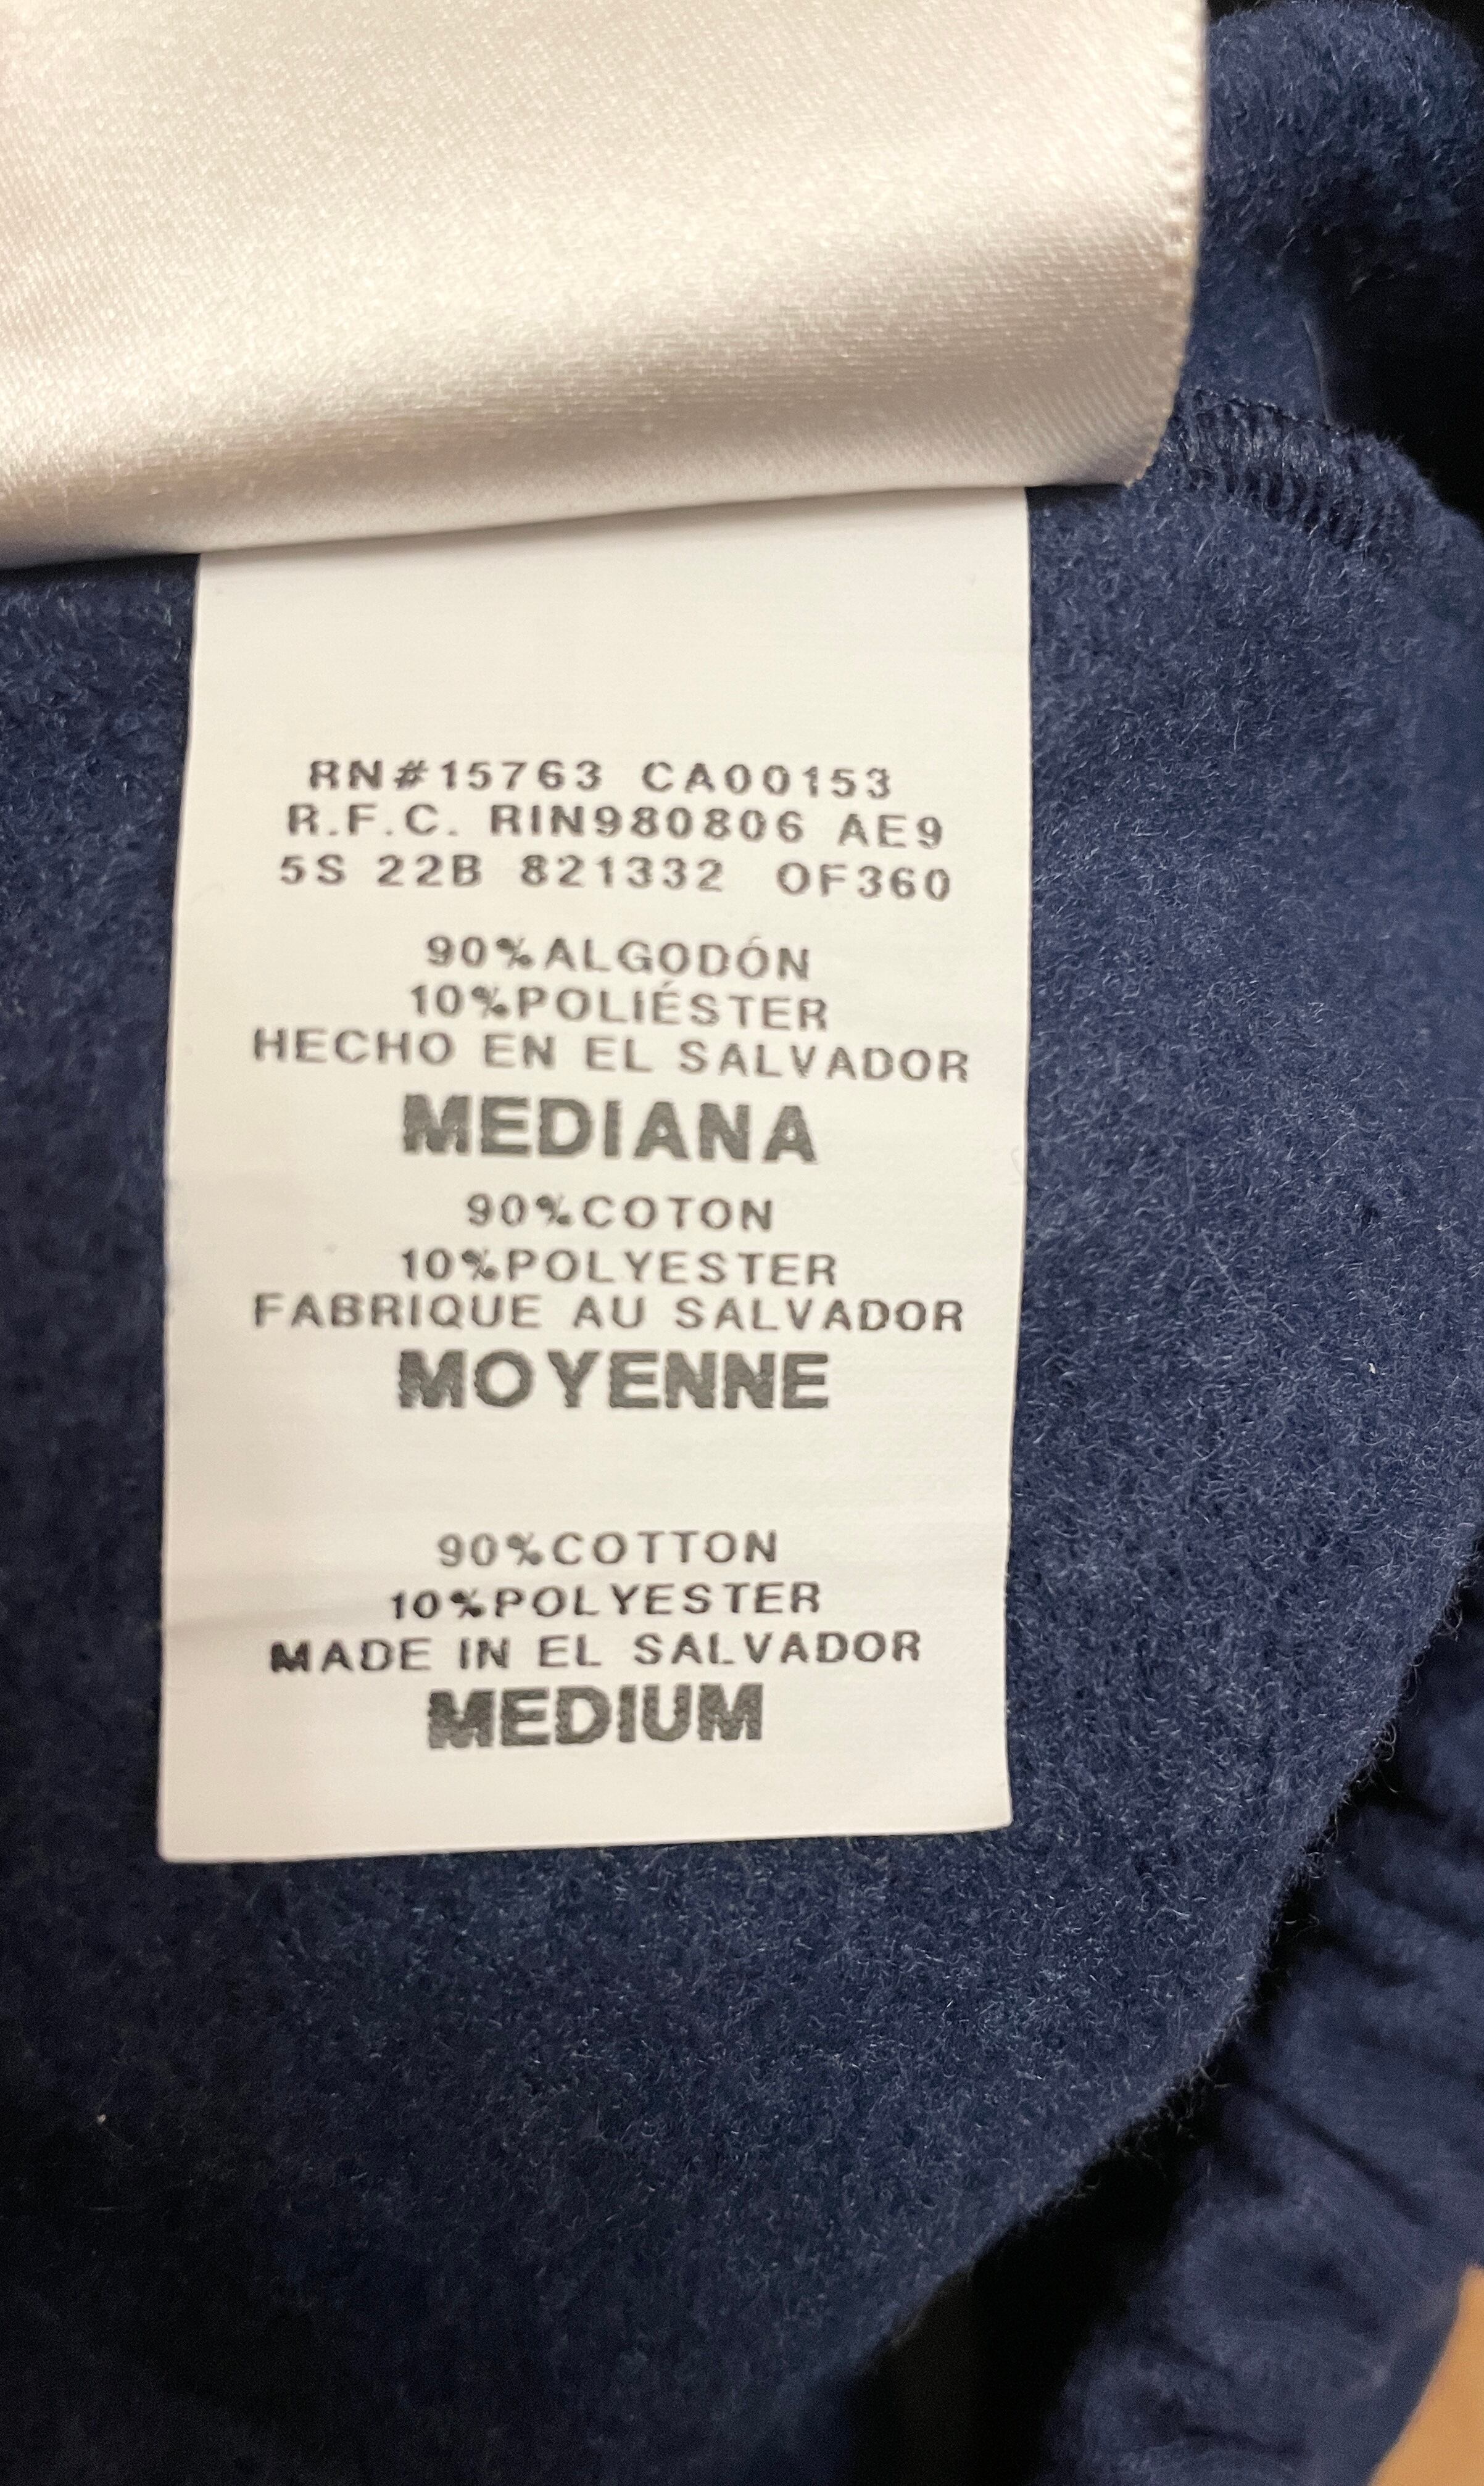 RN#15763 CA00153
R.F.C. RIN980806 AE9
5S 22B 821332 OF360
90%ALGODÓN
10%POLIÉSTER
HECHO EN EL SALVADOR
MEDIANA
90%COTON
10%POLYESTER
FABRIQUE AU SALVADOR
MOYENNE
90%COTTON
10%POLYESTER
MADE IN EL SALVADOR
MEDIUM